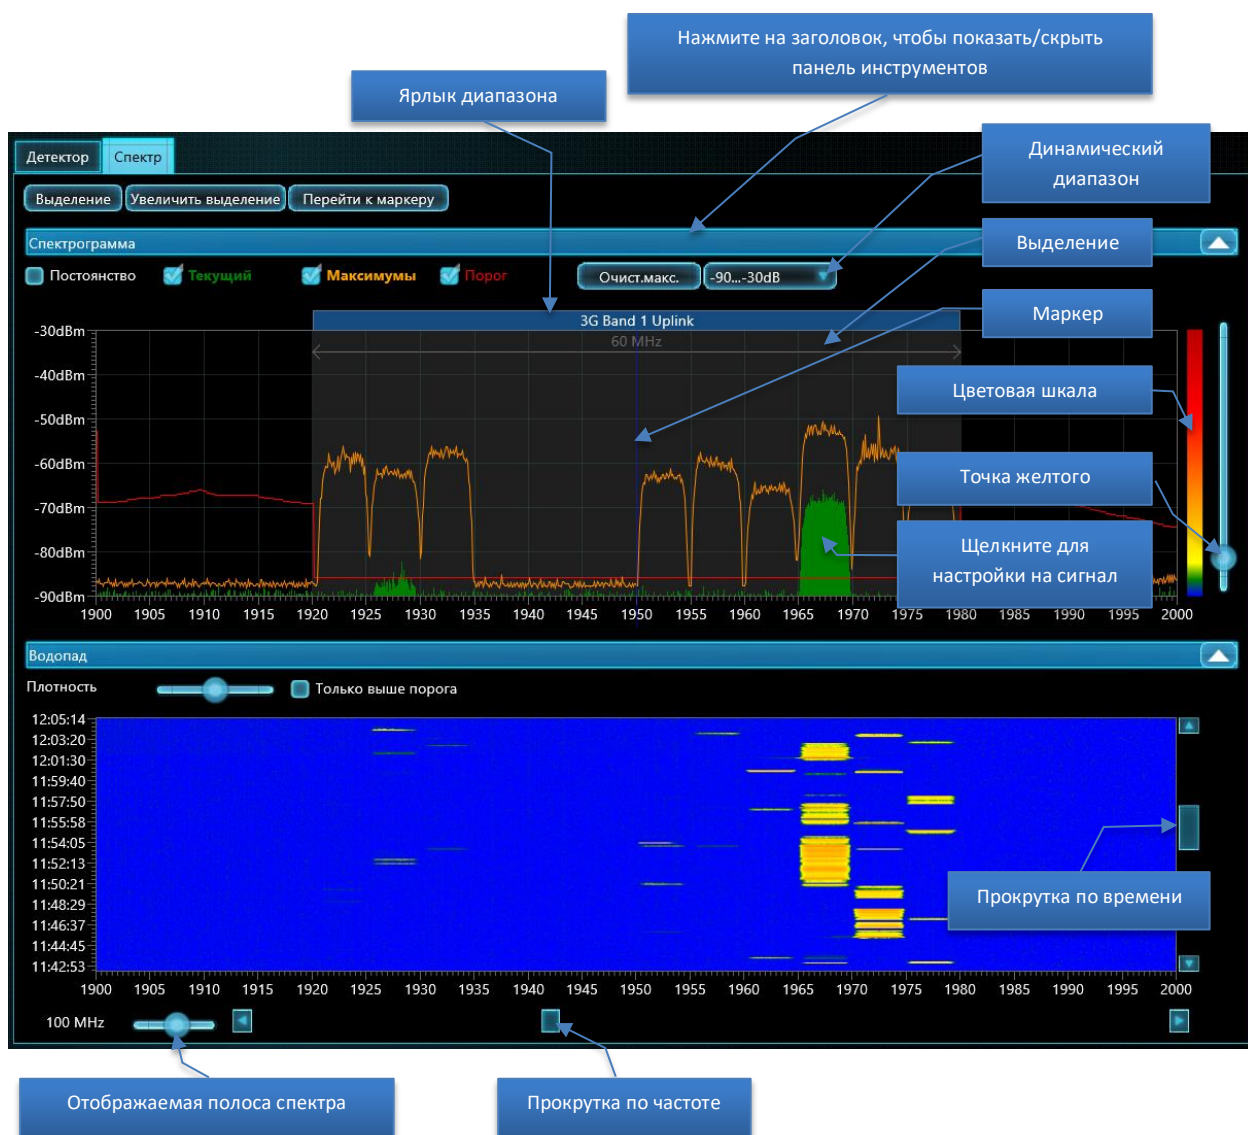 Нажмите на заголовок, чтобы показать/скрыть
панель инструментов
Ярлык диапазона
Динамический
диапазон
Детектор Спектр
Выделение Увеличить выделение Перейти к маркеру
Выделение
Спектрограмма
Постоянство Текущий Максимумы Порог Очист.макс. -90...-30dB
Маркер
3G Band 1 Uplink
60 MHz
-30dBm
-40dBm
-50dBm
-60dBm
-70dBm
-80dBm
-90dBm
Цветовая шкала
Точка желтого
Щелкните для
настройки на сигнал
1900 1905 1910 1915 1920 1925 1930 1935 1940 1945 1950 1955 1960 1965 1970 1975 1980 1985 1990 1995 2000
Водопад
Плотность Только выше порога
12:05:14
12:03:20
12:01:30
11:59:40
11:57:50
11:55:58
11:54:05
11:52:13
11:50:21
11:48:29
11:46:37
11:44:45
11:42:53
Прокрутка по времени
1900 1905 1910 1915 1920 1925 1930 1935 1940 1945 1950 1955 1960 1965 1970 1975 1980 1985 1990 1995 2000
100 MHz
Отображаемая полоса спектра
Прокрутка по частоте